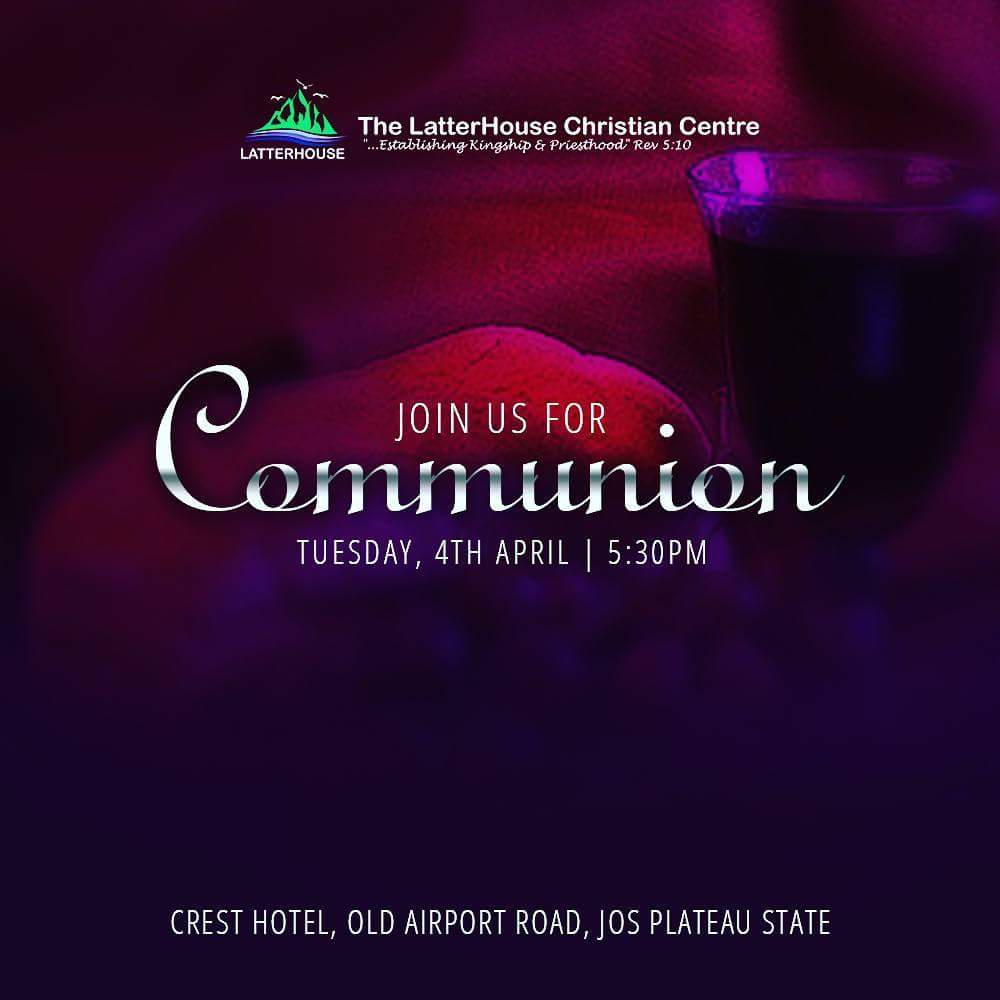 LATTERHOUSE
The LatterHouse Christian Centre
"...Establishing Kingship & Priesthood" Rev 5:10
JOIN US FOR
Communion
TUESDAY, 4TH APRIL | 5:30PM
CREST HOTEL, OLD AIRPORT ROAD, JOS PLATEAU STATE